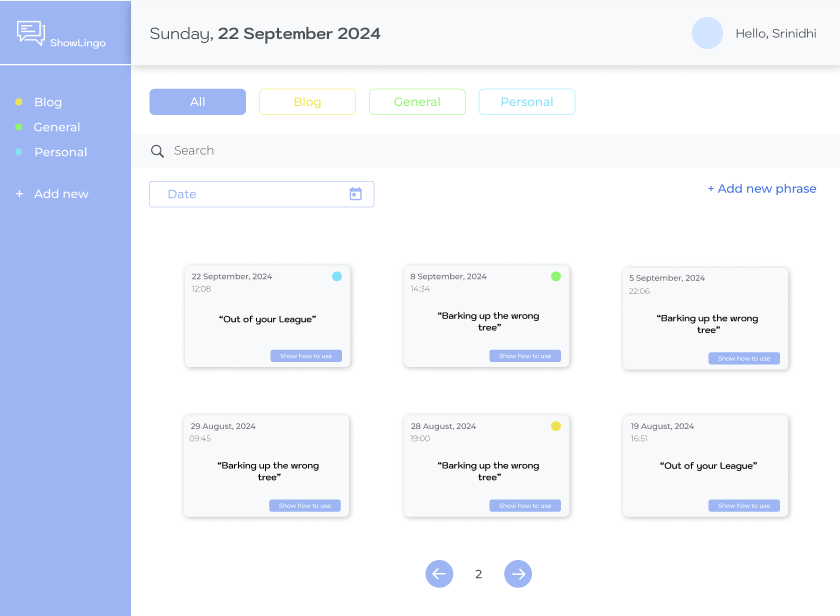 ShowLingo
Sunday, 22 September 2024
Hello, Srinidhi
Blog
General
Personal
+ Add new
All
Blog
General
Personal
Search
Date
+ Add new phrase
22 September, 2024
12:08
“Out of your League”
Show how to use
8 September, 2024
14:34
“Barking up the wrong
tree”
Show how to use
5 September, 2024
22:06
“Barking up the wrong
tree”
Show how to use
29 August, 2024
09:45
“Barking up the wrong
tree”
Show how to use
28 August, 2024
19:00
“Barking up the wrong
tree”
Show how to use
19 August, 2024
16:51
“Out of your League”
Show how to use
2